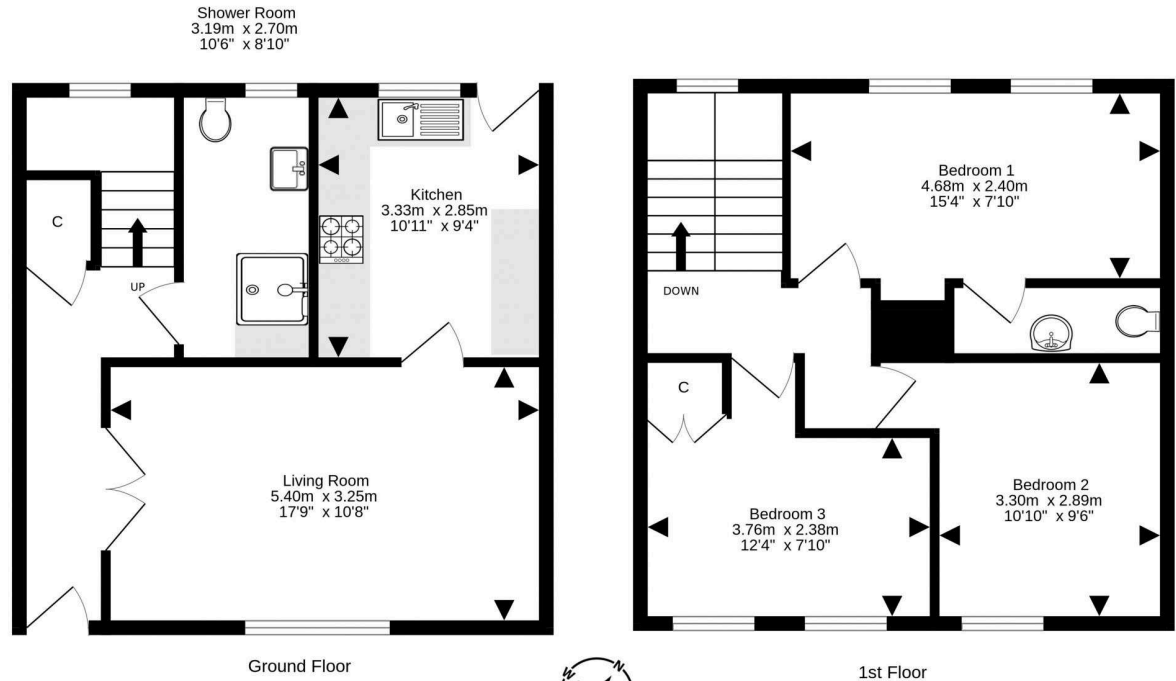 Shower Room
3.19m x 2.70m
10'6" x 8'10"
Kitchen
3.33m x 2.85m
10'11" x 9'4"
C
UP
Living Room
5.40m x 3.25m
17'9" x 10'8"
Ground Floor
Bedroom 1
4.68m x 2.40m
15'4" x 7'10"
DOWN
C
Bedroom 2
3.30m x 2.89m
10'10" x 9'6"
Bedroom 3
3.76m x 2.38m
12'4" x 7'10"
1st Floor
W
N